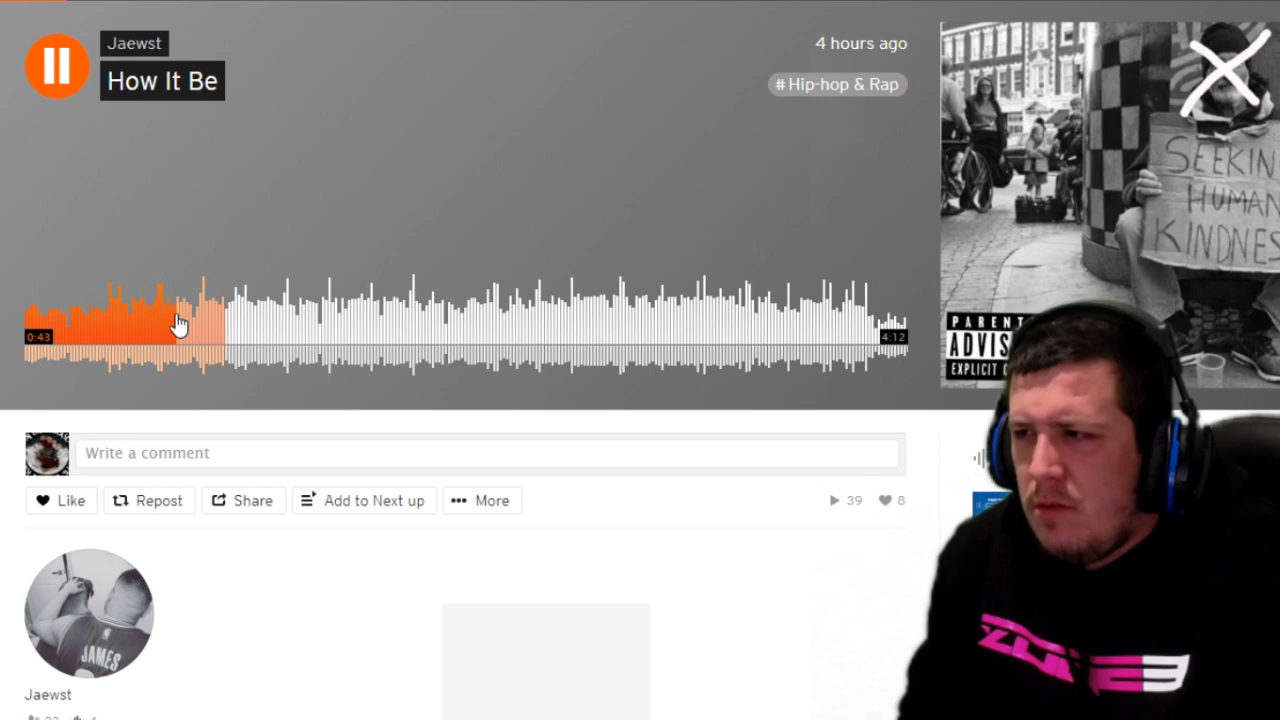 Jaewst
How It Be
4 hours ago
# Hip-hop & Rap
SEEKIN
HUMAN
KINDNES
PARENT
ADVIS
EXPLICIT C
0:43
4:12
Write a comment
Like
Repost
Share
Add to Next up
More
39
8
JAMES
Jaewst